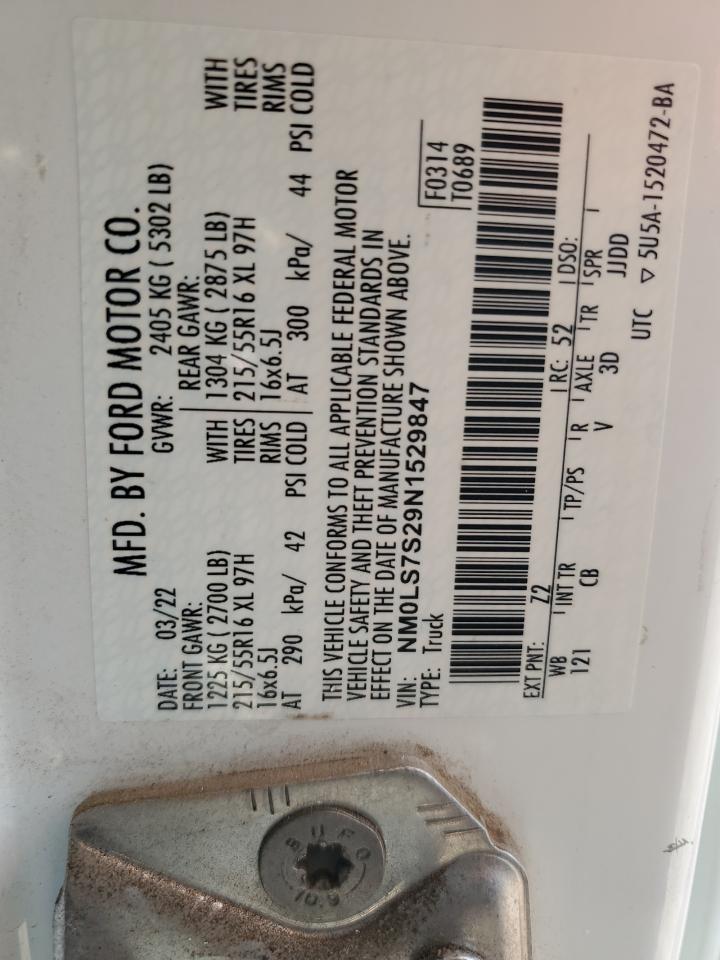 MFD. BY FORD MOTOR CO.
DATE: 03/22 GVWR: 2405 KG ( 5302 LB)
FRONT GAWR: REAR GAWR:
1225 KG ( 2700 LB) WITH 1304 KG ( 2875 LB) WITH
215/55R16 XL 97H TIRES 215/55R16 XL 97H TIRES
16x6.5J RIMS 16x6.5J RIMS
AT 290 kPa/ 42 PSI COLD AT 300 kPa/ 44 PSI COLD
THIS VEHICLE CONFORMS TO ALL APPLICABLE FEDERAL MOTOR
VEHICLE SAFETY AND THEFT PREVENTION STANDARDS IN
EFFECT ON THE DATE OF MANUFACTURE SHOWN ABOVE.
VIN: NM0LS7S29N1529847 F0314
TYPE: Truck T0689
EXT PNT: Z2 RC: 52 DSO:
WB INT TR TP/PS R AXLE TR SPR
121 CB V 3D JJDD
UTC ▽ 5U5A-1520472-BA
BUFO
10.9